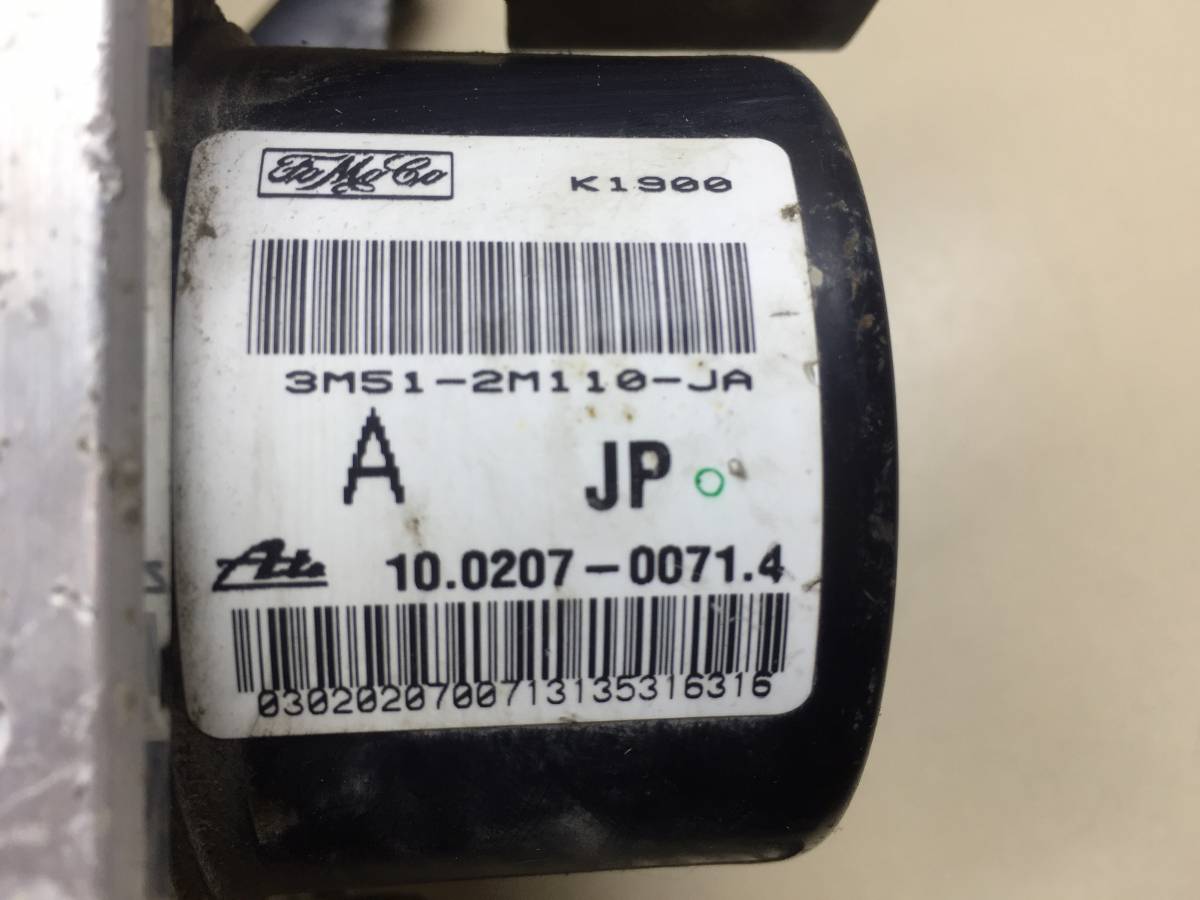 FoMoCo K1900
3M51-2M110-JA
A JP
Ate 10.0207-0071.4
0302020700713135316316